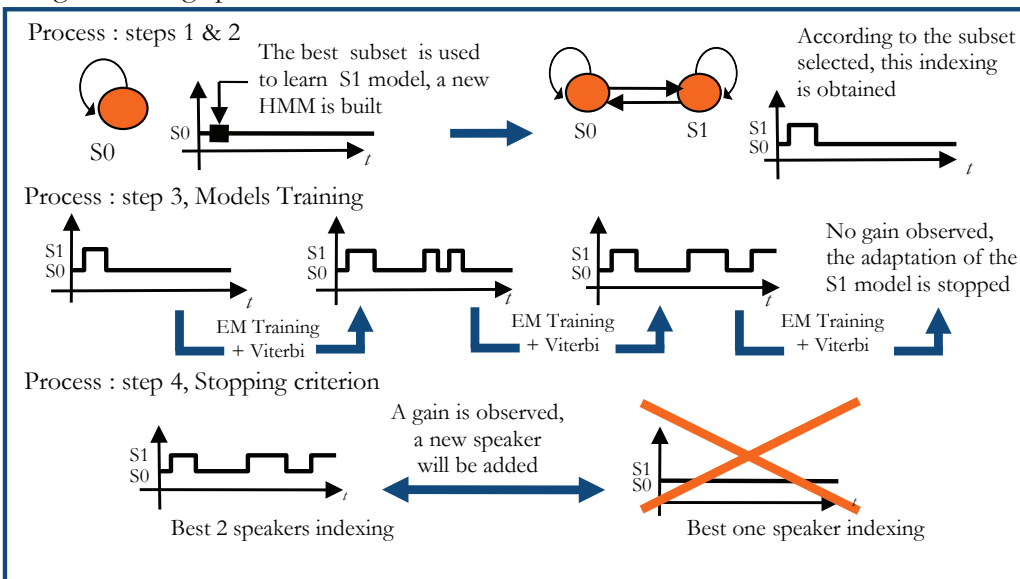 Process : steps 1 & 2
The best subset is used
to learn S1 model, a new
HMM is built
S0
S0
t
S0
S1
According to the subset
selected, this indexing
is obtained
S1
S0
t
Process : step 3, Models Training
S1
S0
t
S1
S0
t
S1
S0
t
No gain observed,
the adaptation of the
S1 model is stopped
EM Training
+ Viterbi
EM Training
+ Viterbi
EM Training
+ Viterbi
Process : step 4, Stopping criterion
S1
S0
t
Best 2 speakers indexing
A gain is observed,
a new speaker
will be added
S1
S0
t
Best one speaker indexing